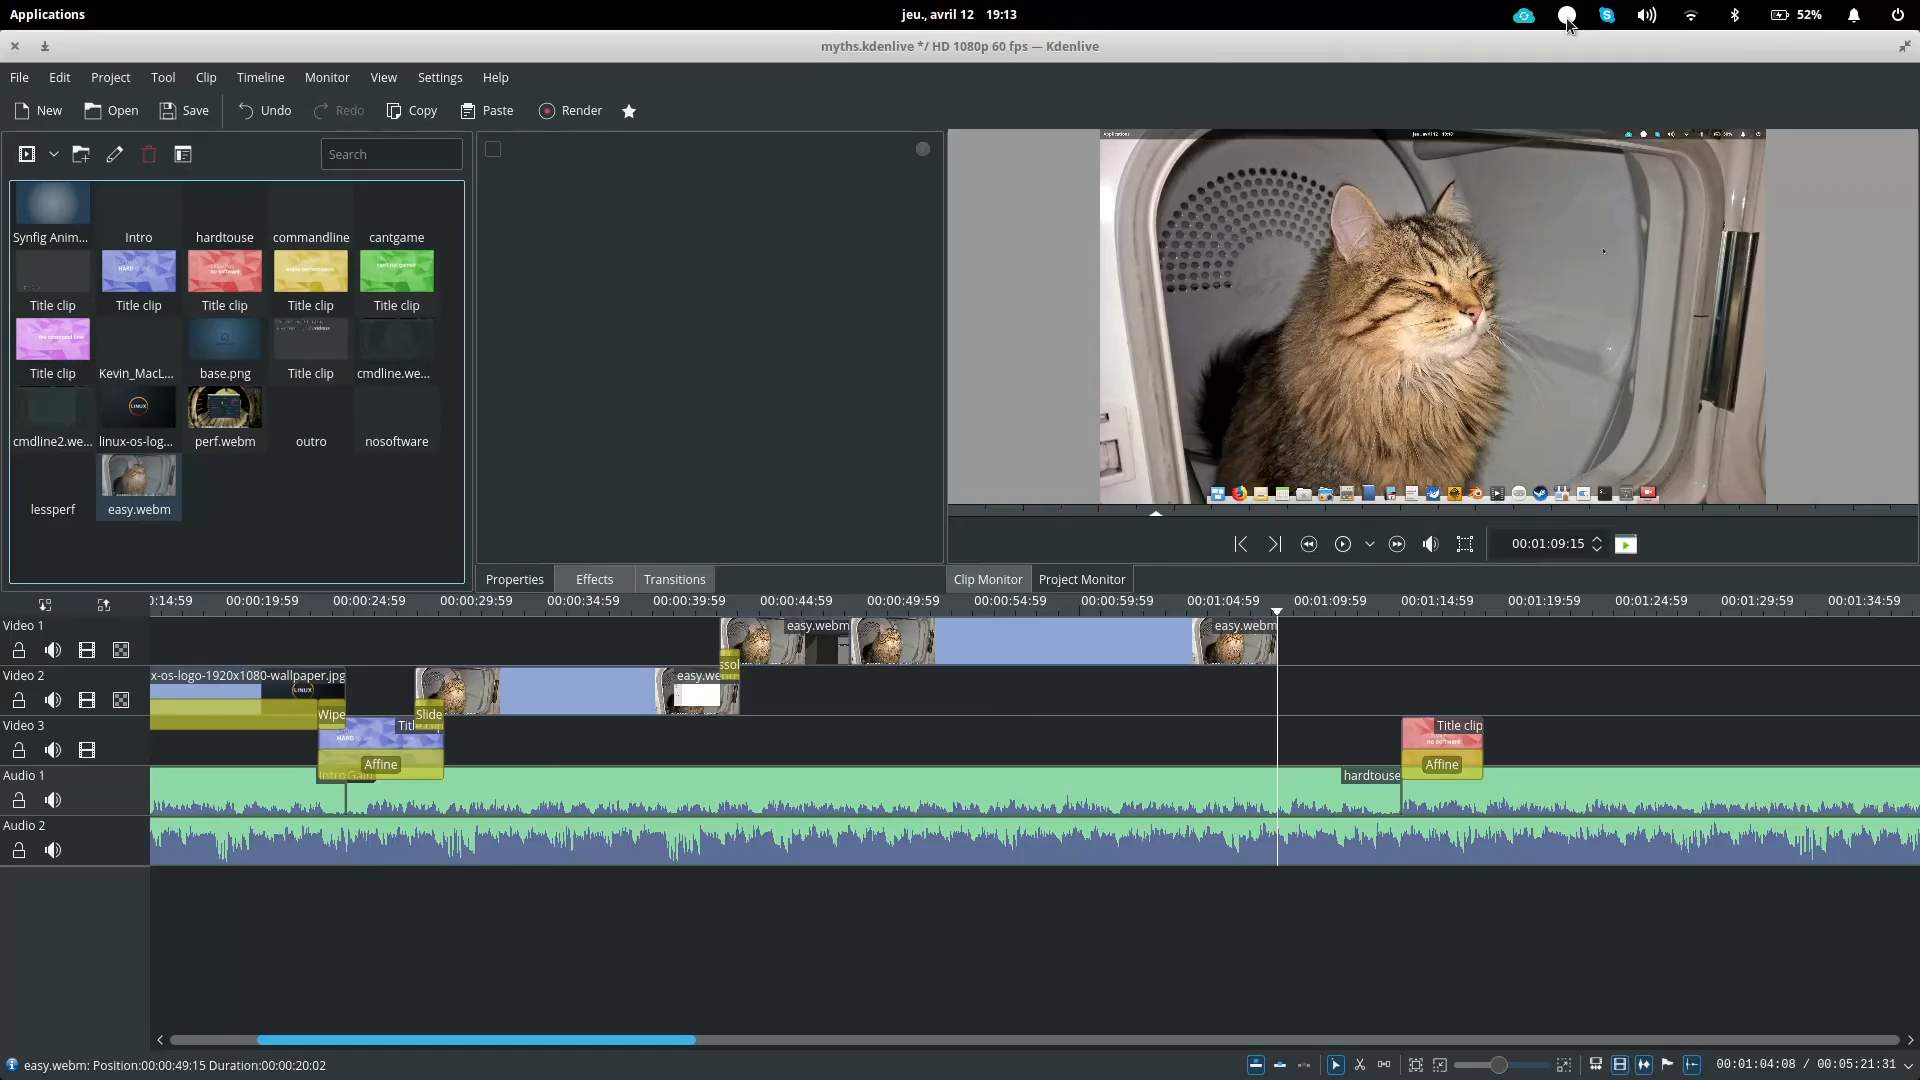 Applications
jeu., avril 12 19:13
52%
myths.kdenlive */ HD 1080p 60 fps — Kdenlive
File Edit Project Tool Clip Timeline Monitor View Settings Help
New Open Save Undo Redo Copy Paste Render
Search
Synfig Anim... Intro hardtouse commandline cantgame
Title clip Title clip Title clip Title clip Title clip
Title clip Kevin_MacL... base.png Title clip cmdline.we...
LINUX
cmdline2.we... linux-os-log... perf.webm outro nosoftware
lessperf easy.webm
00:01:09:15
Properties Effects Transitions
Clip Monitor Project Monitor
0:14:59 00:00:19:59 00:00:24:59 00:00:29:59 00:00:34:59 00:00:39:59 00:00:44:59 00:00:49:59 00:00:54:59 00:00:59:59 00:01:04:59 00:01:09:59 00:01:14:59 00:01:19:59 00:01:24:59 00:01:29:59 00:01:34:59
Video 1
easy.webm easy.webm
Video 2
x-os-logo-1920x1080-wallpaper.jpg
LINUX
easy.we
ssol
Wipe Slide
Video 3
Titl
Title clip
HARD
no software
Affine Affine
Audio 1
hardtouse
Audio 2
easy.webm: Position:00:00:49:15 Duration:00:00:20:02
00:01:04:08 / 00:05:21:31